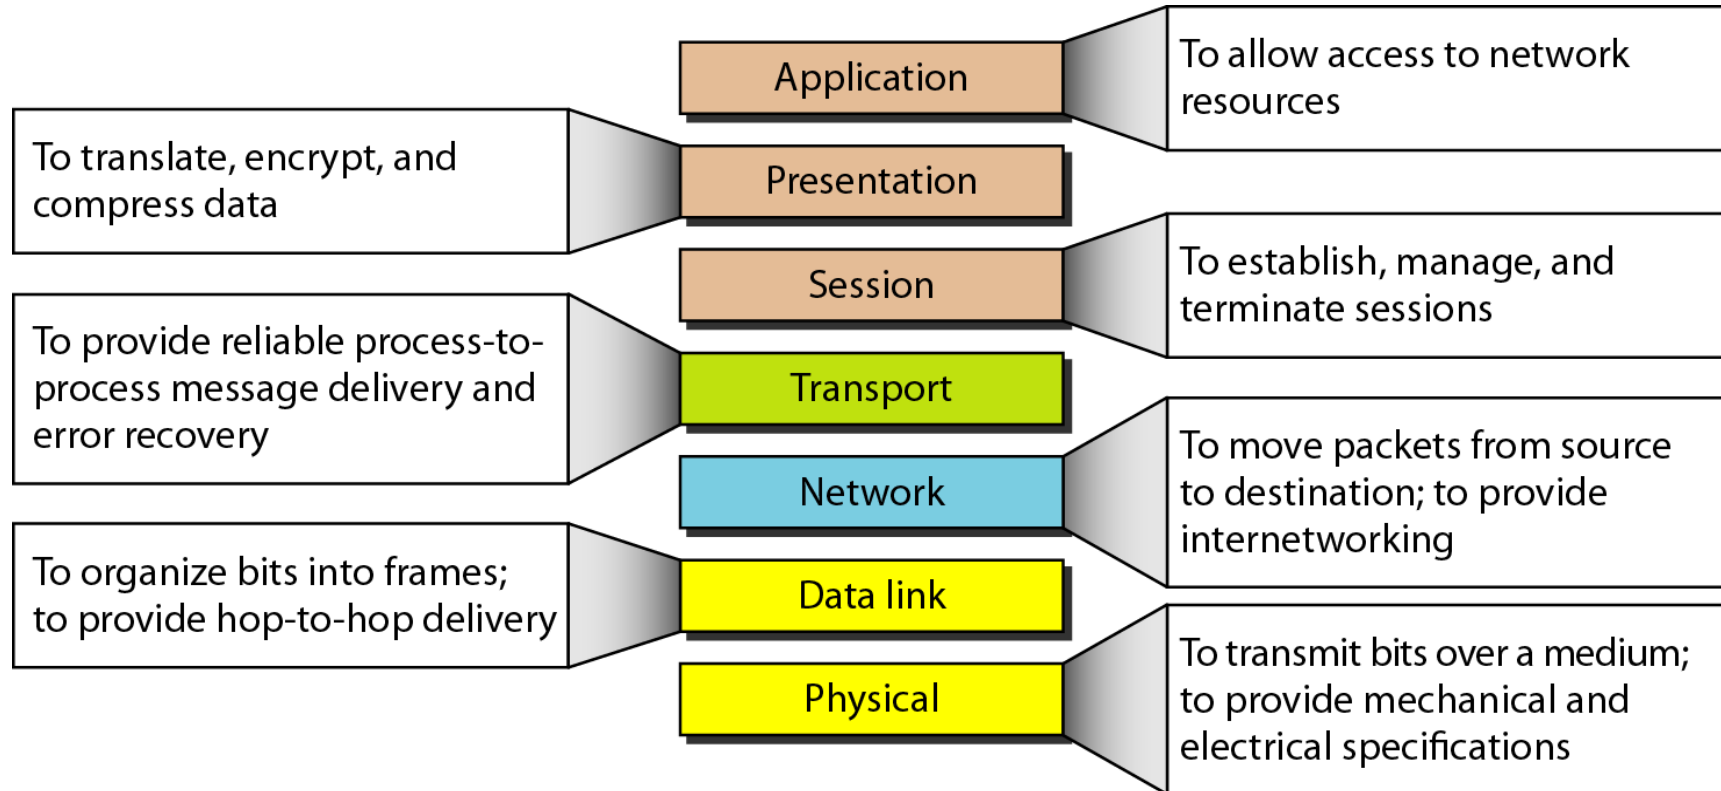 Application
To allow access to network
resources
To translate, encrypt, and
compress data
Presentation
Session
To establish, manage, and
terminate sessions
To provide reliable process-to-
process message delivery and
error recovery
Transport
Network
To move packets from source
to destination; to provide
internetworking
To organize bits into frames;
to provide hop-to-hop delivery
Data link
Physical
To transmit bits over a medium;
to provide mechanical and
electrical specifications